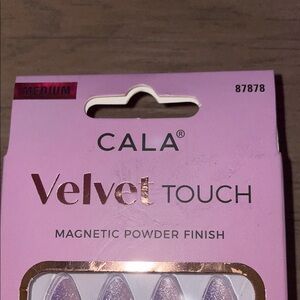 MEDIUM 87878
CALA®
Velvet TOUCH
MAGNETIC POWDER FINISH